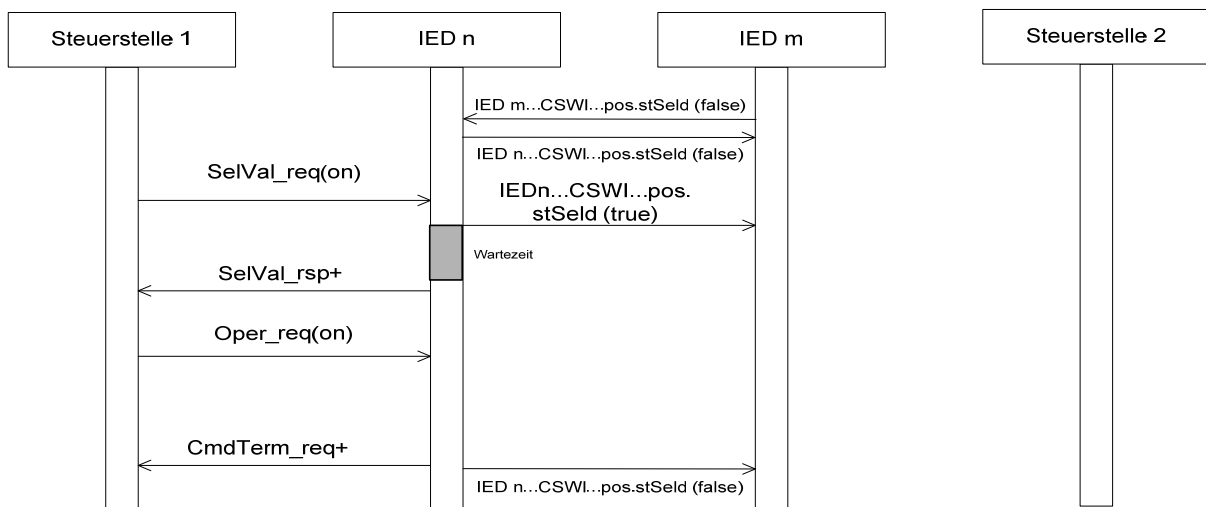 Steuerstelle 1
IED n
IED m
Steuerstelle 2
IED m...CSWI...pos.stSeld (false)
IED n...CSWI...pos.stSeld (false)
SelVal_req(on)
IEDn...CSWI...pos.
stSeld (true)
Wartezeit
SelVal_rsp+
Oper_req(on)
CmdTerm_req+
IED n...CSWI...pos.stSeld (false)